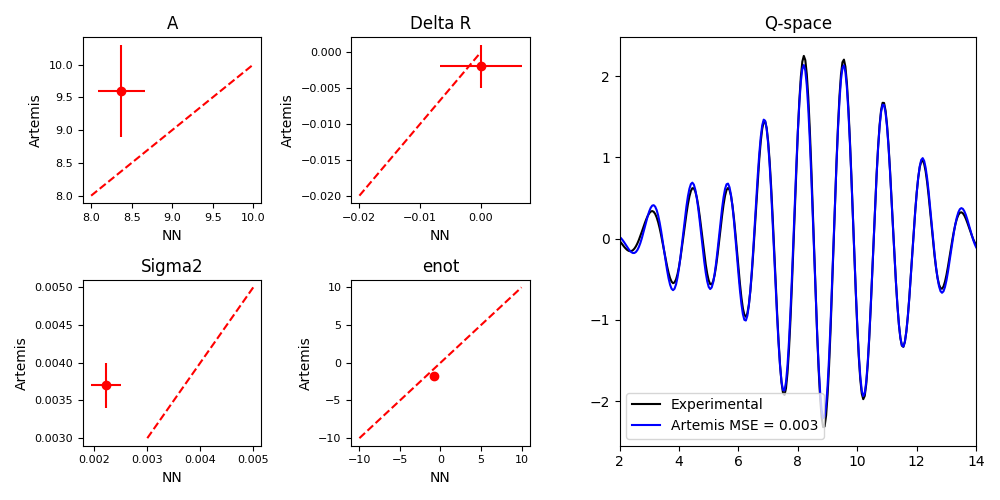 A
Artemis
10.0
9.5
9.0
8.5
8.0
8.0 8.5 9.0 9.5 10.0
NN
Delta R
Artemis
0.000
−0.005
−0.010
−0.015
−0.020
−0.02 −0.01 0.00
NN
Sigma2
Artemis
0.0050
0.0045
0.0040
0.0035
0.0030
0.002 0.003 0.004 0.005
NN
enot
Artemis
10
5
0
−5
−10
−10 −5 0 5 10
NN
Q-space
2
1
0
−1
−2
Experimental
Artemis MSE = 0.003
2 4 6 8 10 12 14